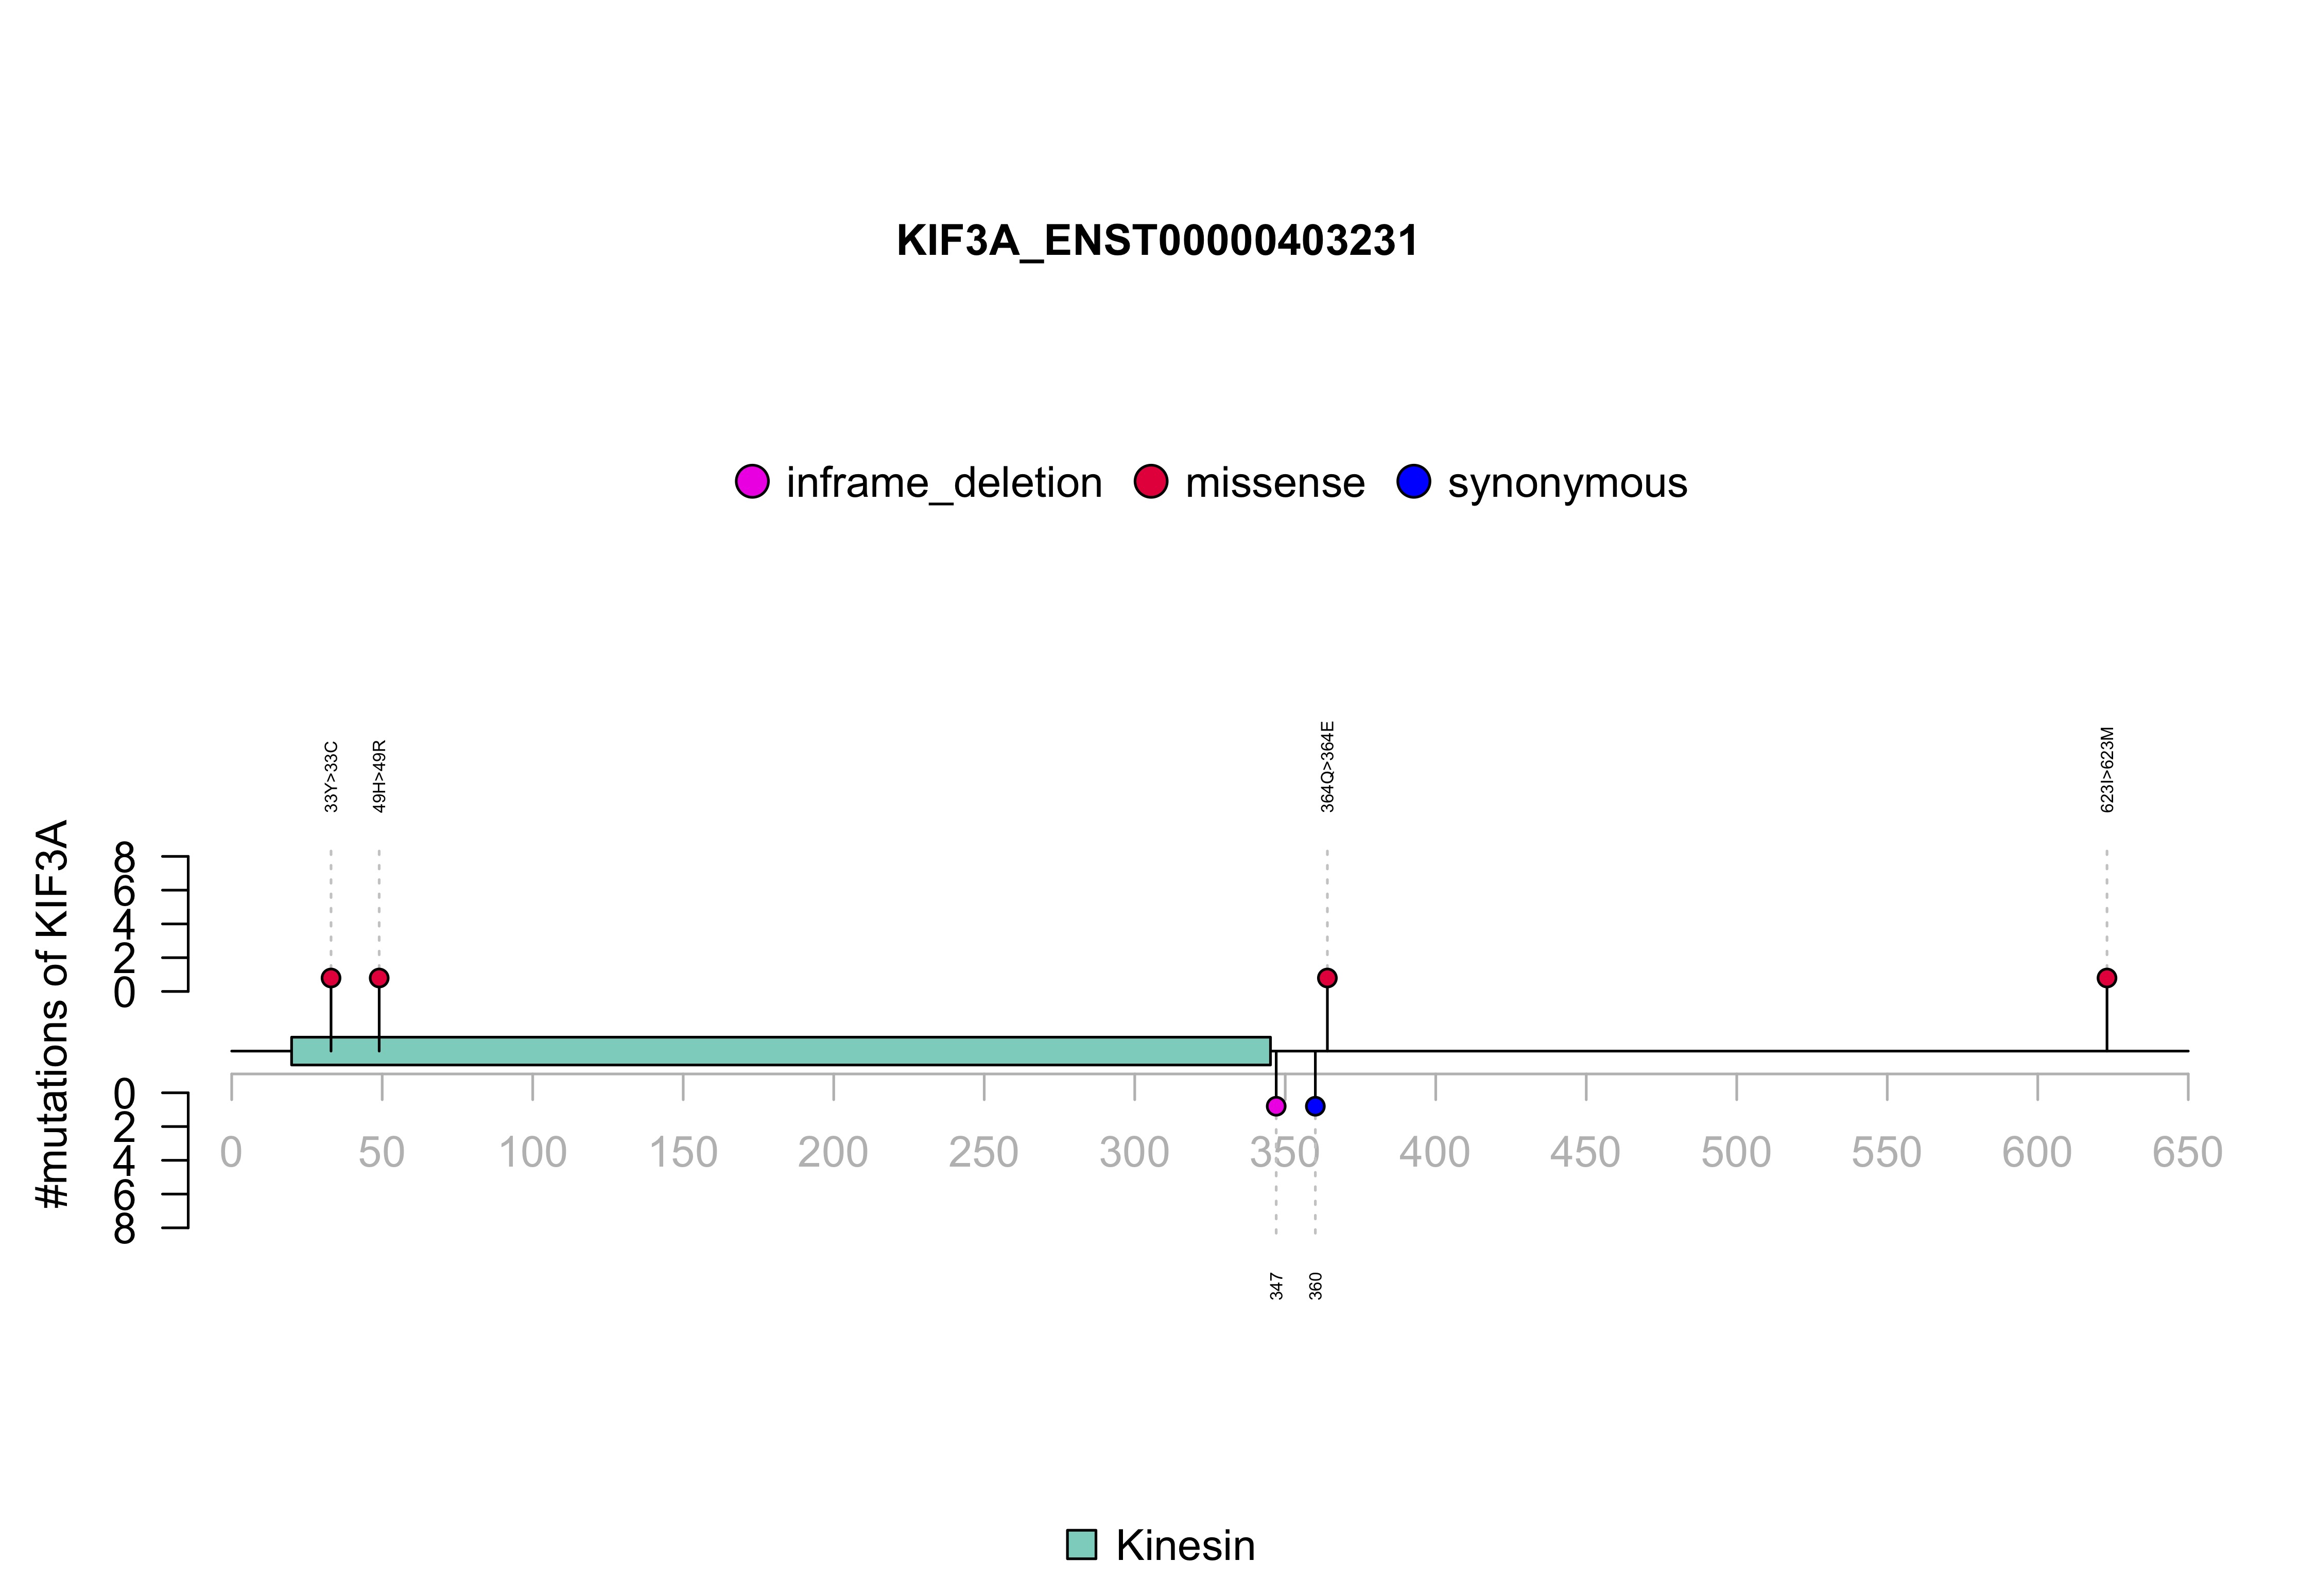 KIF3A_ENST00000403231
inframe_deletion missense synonymous
33Y>33C
49H>49R
364Q>364E
623I>623M
#mutations of KIF3A
8
6
4
2
0
0
2
4
6
8
0 50 100 150 200 250 300 350 400 450 500 550 600 650
347
360
Kinesin